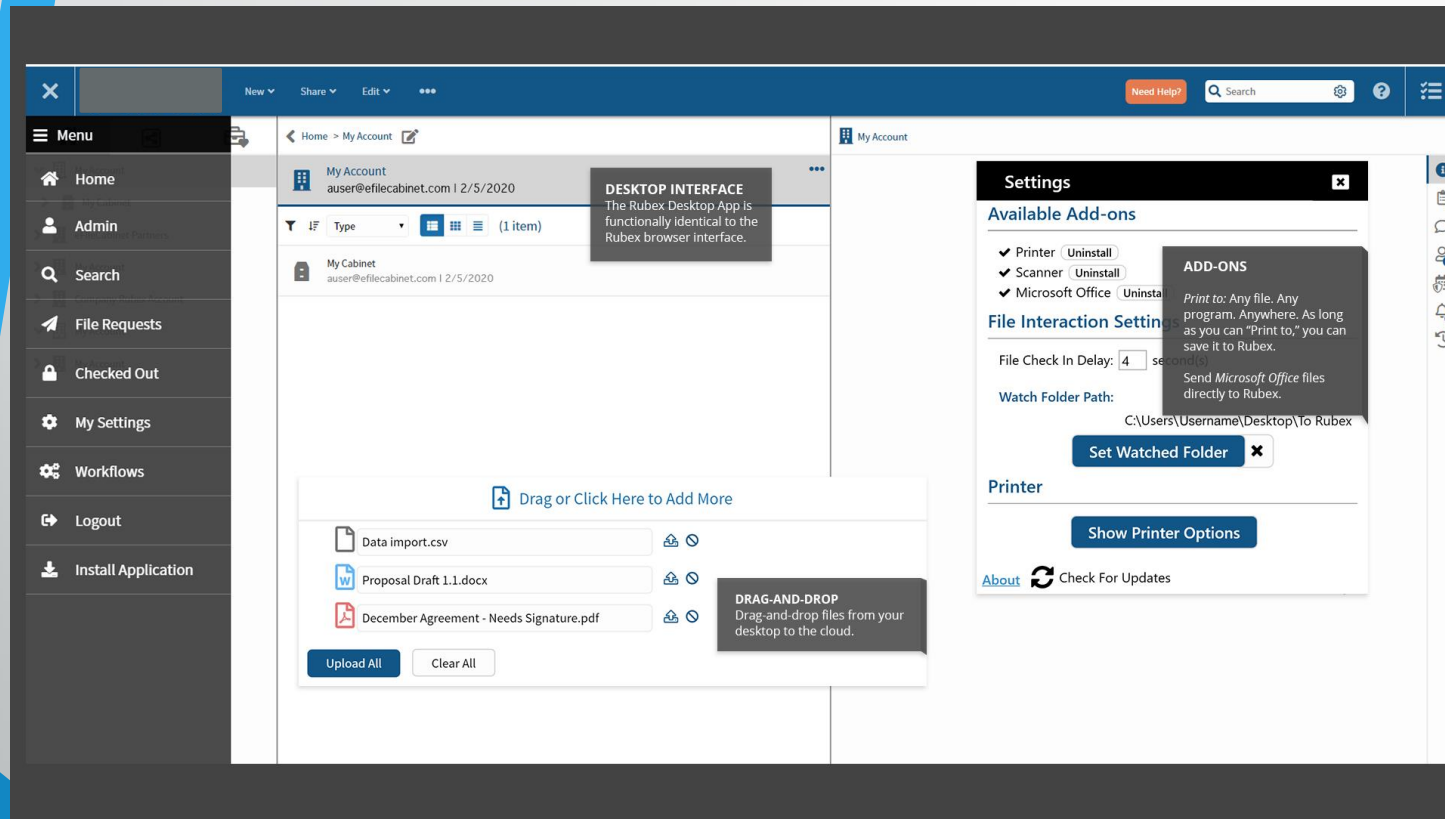 New Share Edit
Need Help?
Search
Menu
Home
Admin
Search
File Requests
Checked Out
My Settings
Workflows
Logout
Install Application
Home > My Account
My Account
auser@efilecabinet.com | 2/5/2020
Type (1 item)
My Cabinet
auser@efilecabinet.com | 2/5/2020
DESKTOP INTERFACE
The Rubex Desktop App is
functionally identical to the
Rubex browser interface.
Drag or Click Here to Add More
Data import.csv
Proposal Draft 1.1.docx
December Agreement - Needs Signature.pdf
Upload All Clear All
DRAG-AND-DROP
Drag-and-drop files from your
desktop to the cloud.
My Account
Settings
Available Add-ons
Printer Uninstall
Scanner Uninstall
Microsoft Office Uninstall
File Interaction Settings
File Check In Delay: 4 second(s)
Watch Folder Path:
C:\Users\Username\Desktop\To Rubex
Set Watched Folder
Printer
Show Printer Options
About Check For Updates
ADD-ONS
Print to: Any file. Any
program. Anywhere. As long
as you can “Print to,” you can
save it to Rubex.
Send Microsoft Office files
directly to Rubex.